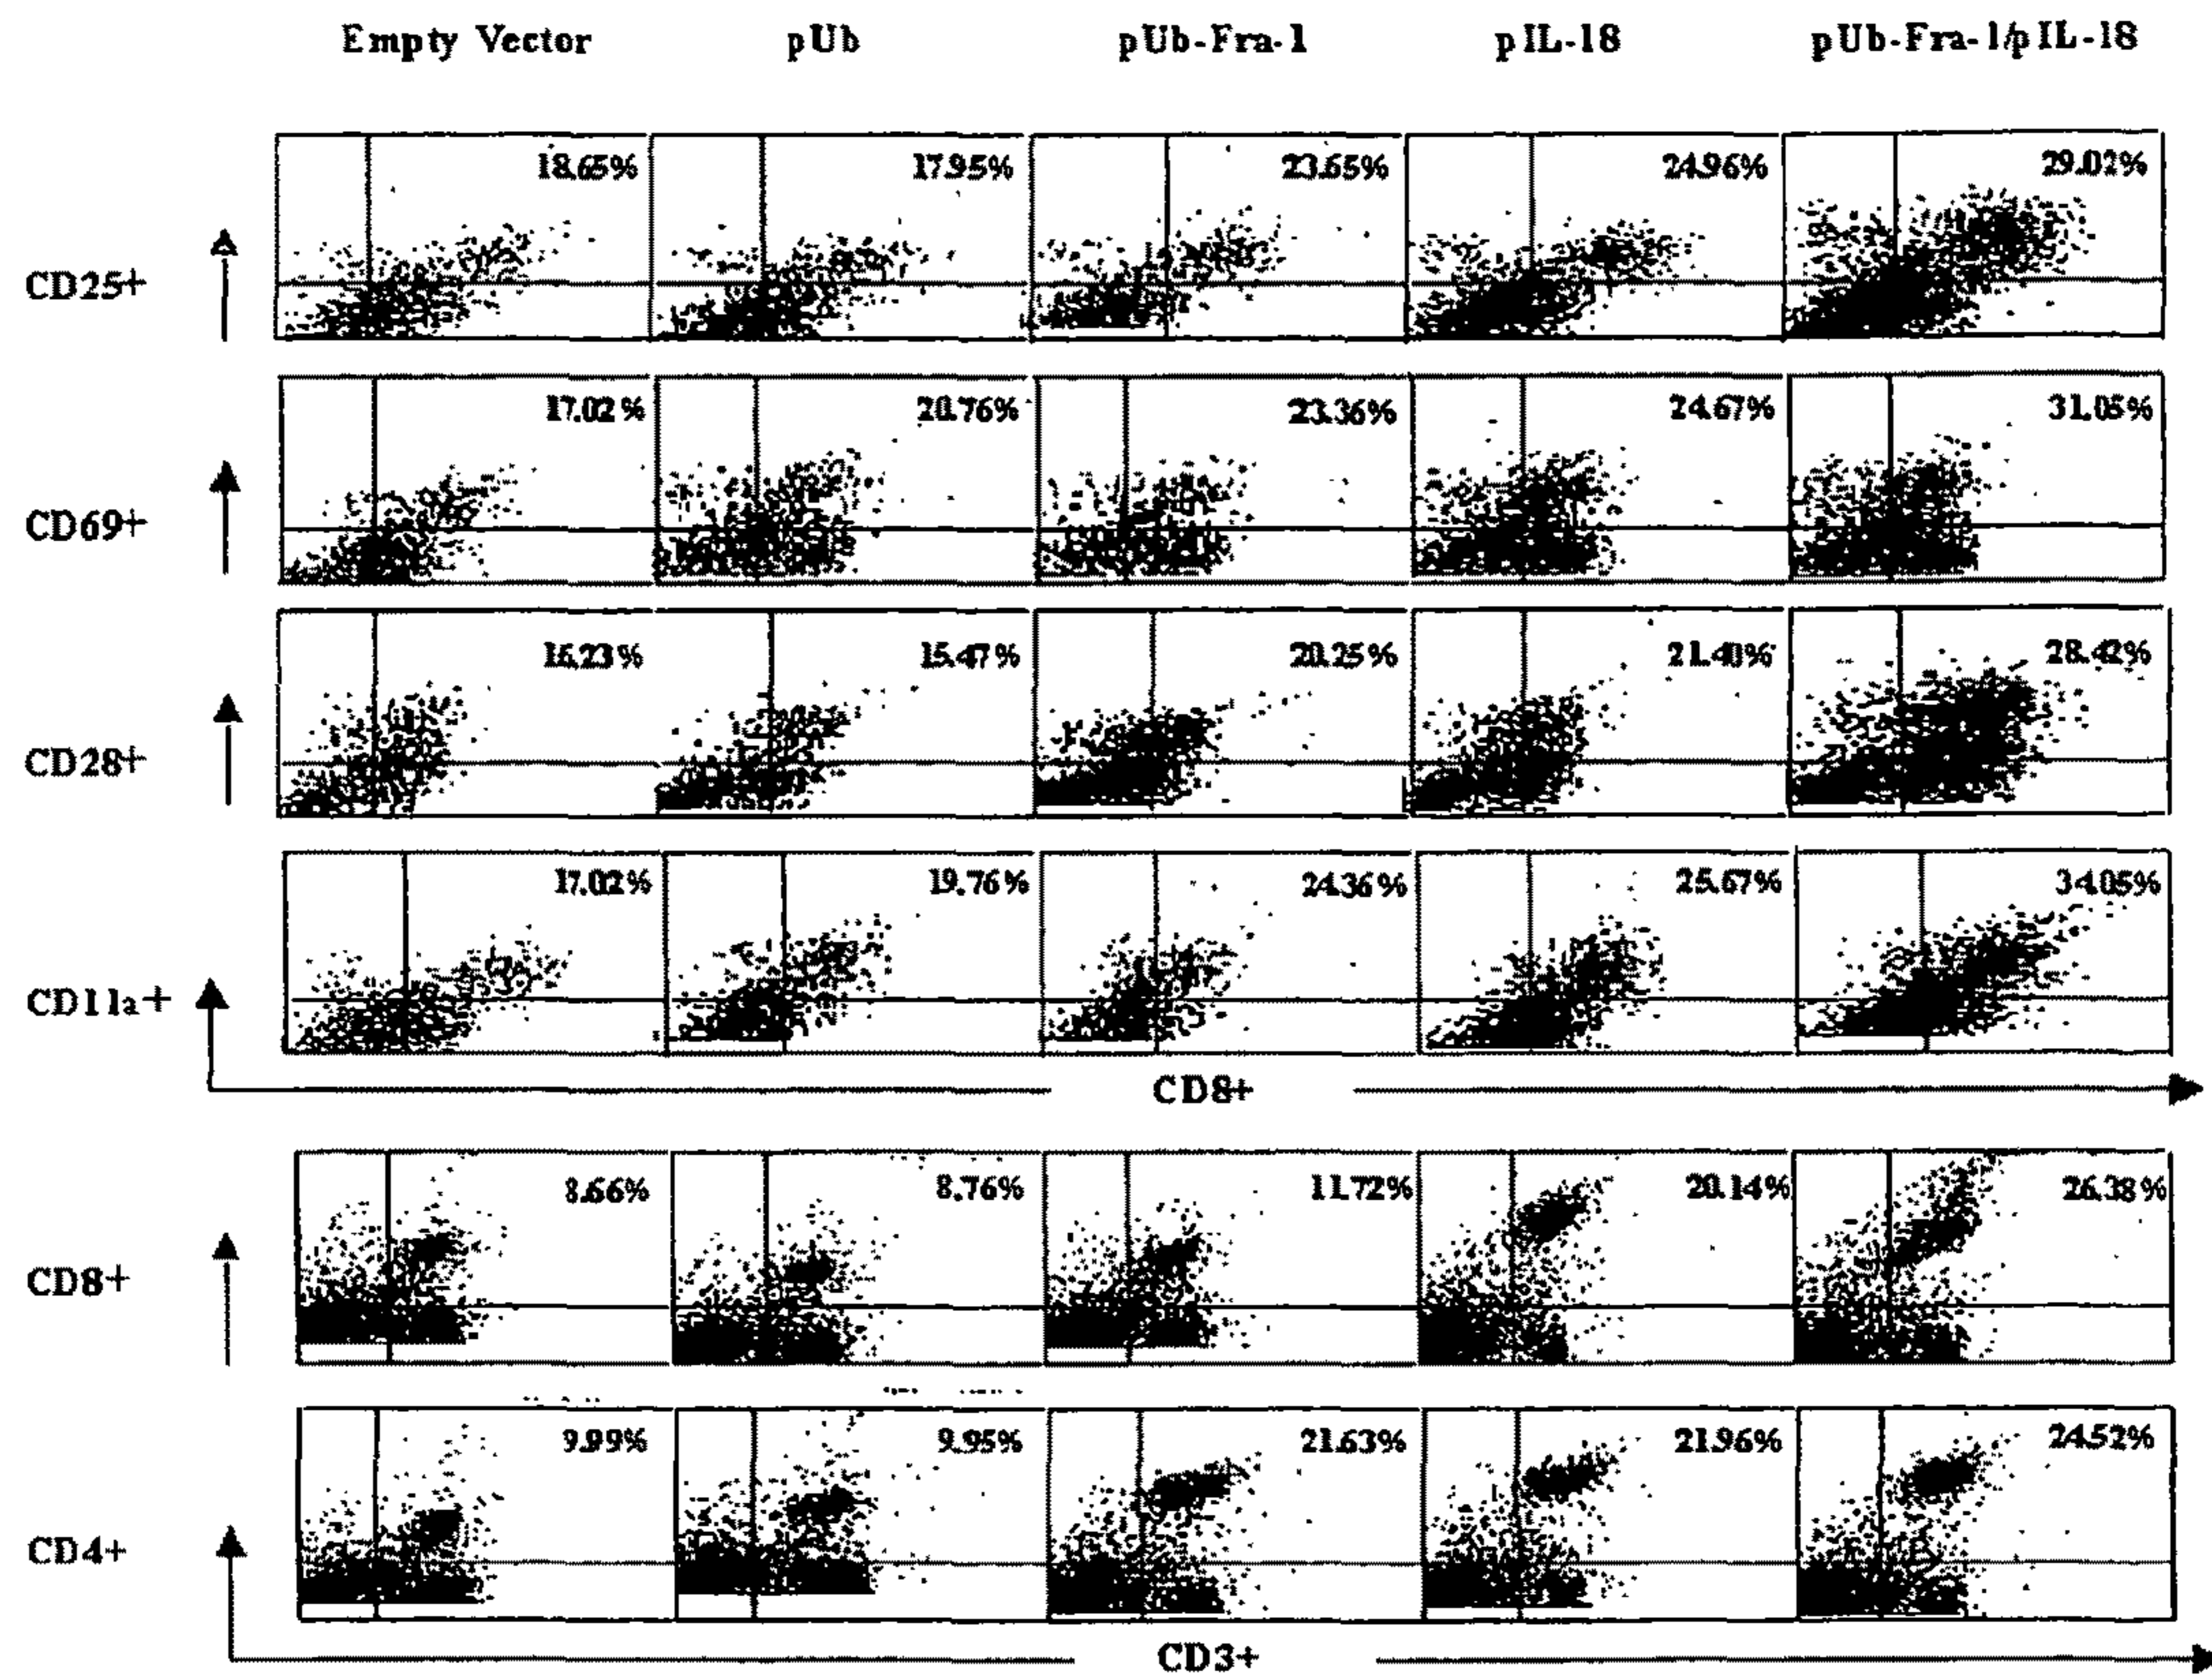 Empty Vector pUb pUb-Fra-1 pIL-18 pUb-Fra-1/pIL-18
CD25+ 18.65% 17.95% 23.65% 24.96% 29.02%
CD69+ 17.02% 20.76% 23.36% 24.67% 31.05%
CD28+ 16.23% 15.47% 20.25% 21.40% 28.42%
CD11a+ 17.02% 19.76% 24.36% 25.67% 34.05%
CD8+
CD8+ 8.66% 8.76% 11.72% 20.14% 26.38%
CD4+ 9.99% 9.95% 21.63% 21.96% 24.52%
CD3+